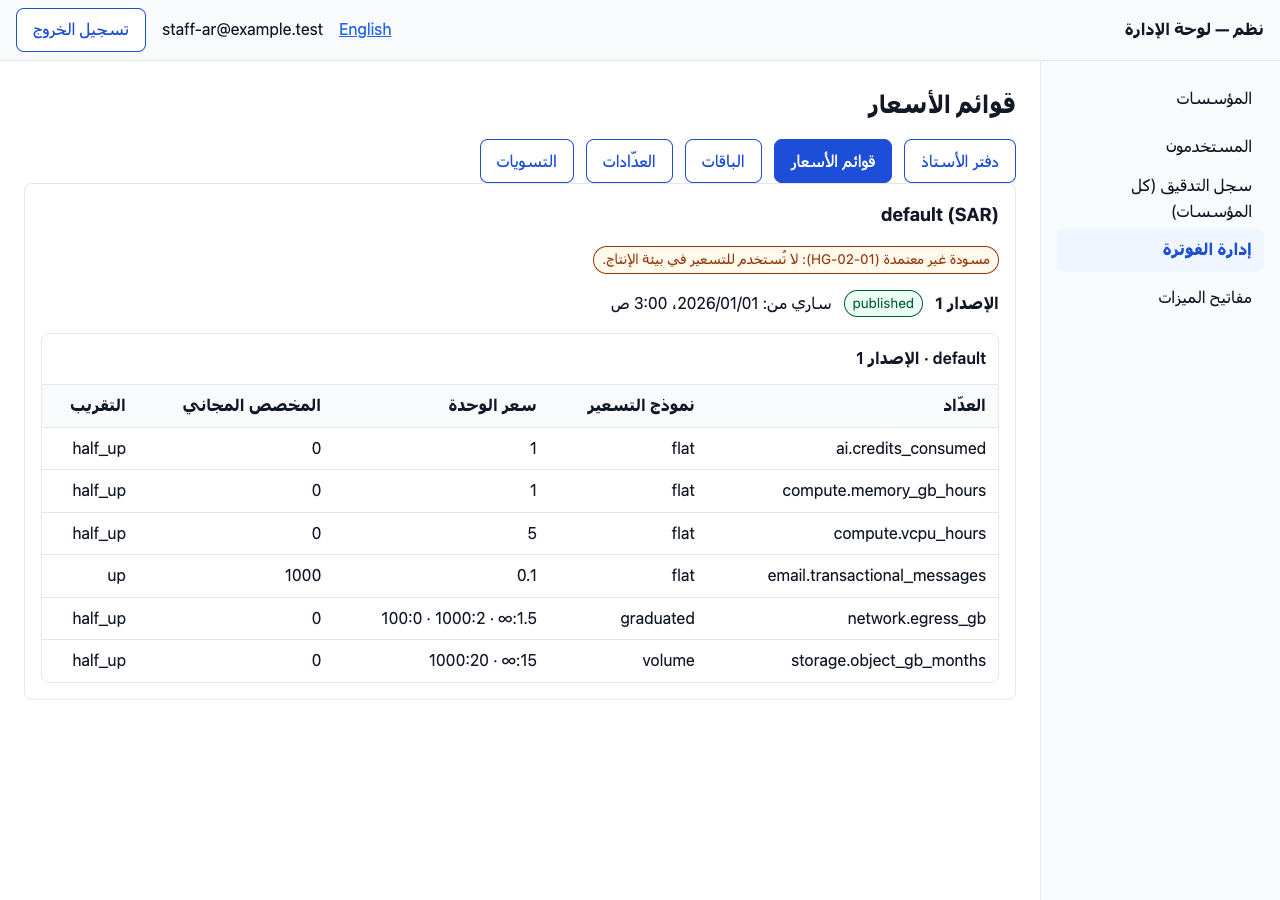 نظم — لوحة الإدارة
English
staff-ar@example.test
تسجيل الخروج
المؤسسات
المستخدمون
سجل التدقيق (كل
المؤسسات)
إدارة الفوترة
مفاتيح الميزات
قوائم الأسعار
دفتر الأستاذ
قوائم الأسعار
الباقات
العدّادات
التسويات
default (SAR)
مسودة غير معتمدة (HG-02-01): لا تُستخدم للتسعير في بيئة الإنتاج.
الإصدار 1 published ساري من: 2026/01/01، 3:00 ص
default · الإصدار 1
العدّاد نموذج التسعير سعر الوحدة المخصص المجاني التقريب
ai.credits_consumed flat 1 0 half_up
compute.memory_gb_hours flat 1 0 half_up
compute.vcpu_hours flat 5 0 half_up
email.transactional_messages flat 0.1 1000 up
network.egress_gb graduated 100:0 · 1000:2 · ∞:1.5 0 half_up
storage.object_gb_months volume 1000:20 · ∞:15 0 half_up